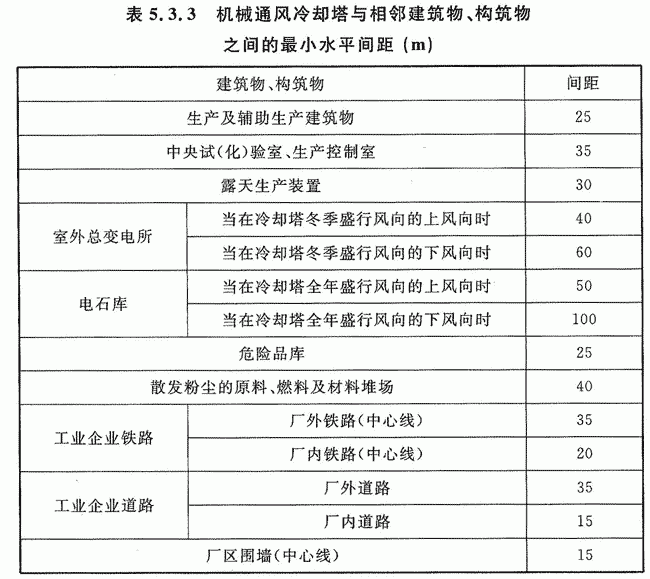 表 5.3.3 机械通风冷却塔与相邻建筑物、构筑物
之间的最小水平间距 (m)
建筑物、构筑物 间距
生产及辅助生产建筑物 25
中央试(化)验室、生产控制室 35
露天生产装置 30
室外总变电所 当在冷却塔冬季盛行风向的上风向时 40
当在冷却塔冬季盛行风向的下风向时 60
电石库 当在冷却塔全年盛行风向的上风向时 50
当在冷却塔全年盛行风向的下风向时 100
危险品库 25
散发粉尘的原料、燃料及材料堆场 40
工业企业铁路 厂外铁路(中心线) 35
厂内铁路(中心线) 20
工业企业道路 厂外道路 35
厂内道路 15
厂区围墙(中心线) 15